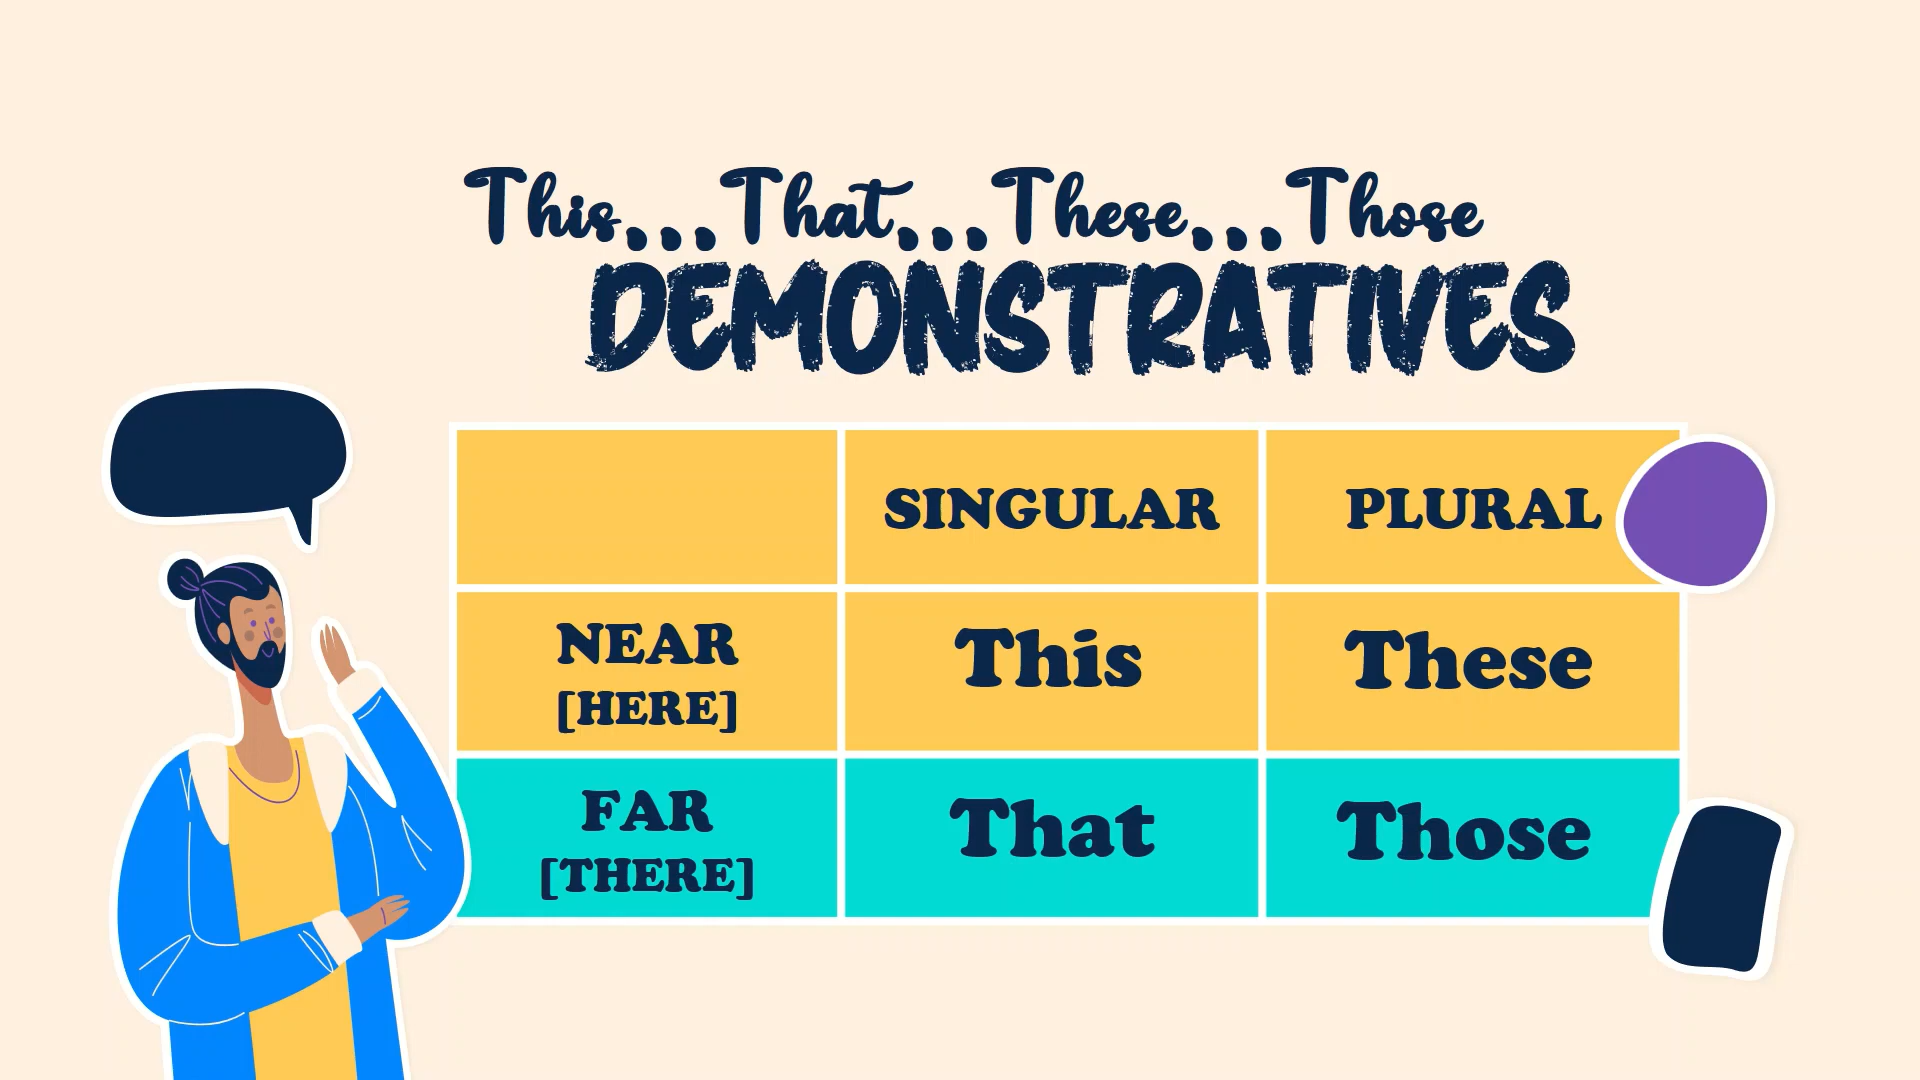 This...That...These...Those
DEMONSTRATIVES
SINGULAR PLURAL
NEAR
[HERE]
This These
FAR
[THERE]
That Those